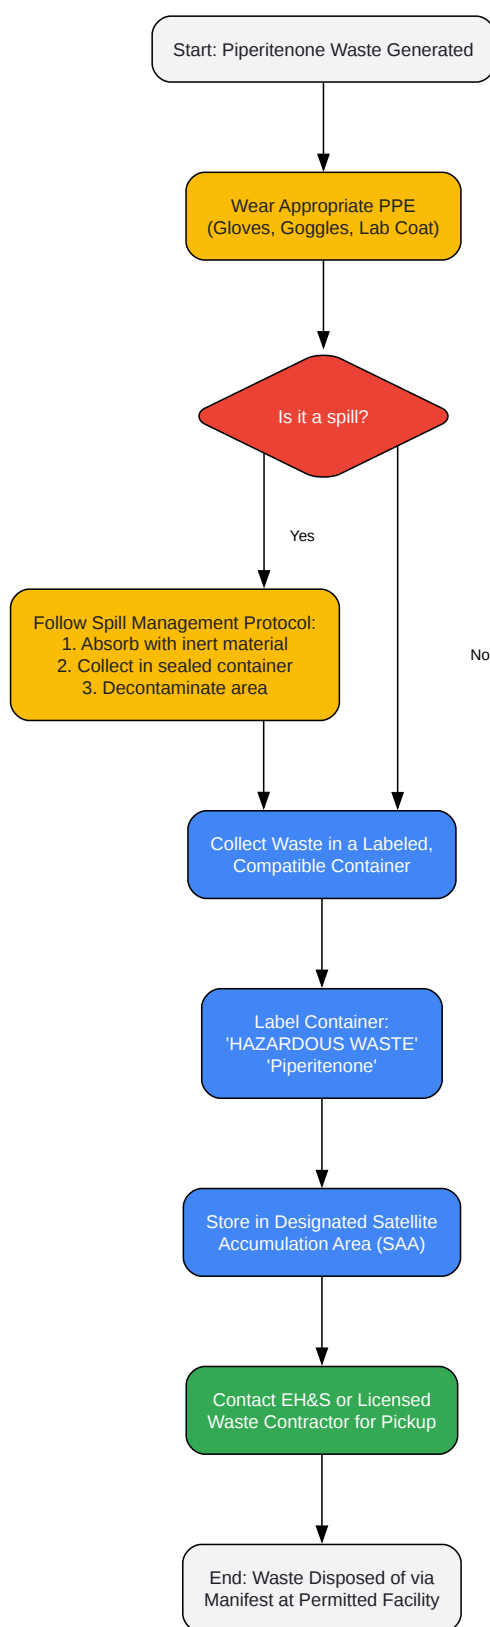 Start: Piperitenone Waste Generated
Wear Appropriate PPE
(Gloves, Goggles, Lab Coat)
Is it a spill?
Yes
Follow Spill Management Protocol:
1. Absorb with inert material
2. Collect in sealed container
3. Decontaminate area
No
Collect Waste in a Labeled,
Compatible Container
Label Container:
'HAZARDOUS WASTE'
'Piperitenone'
Store in Designated Satellite
Accumulation Area (SAA)
Contact EH&S or Licensed
Waste Contractor for Pickup
End: Waste Disposed of via
Manifest at Permitted Facility